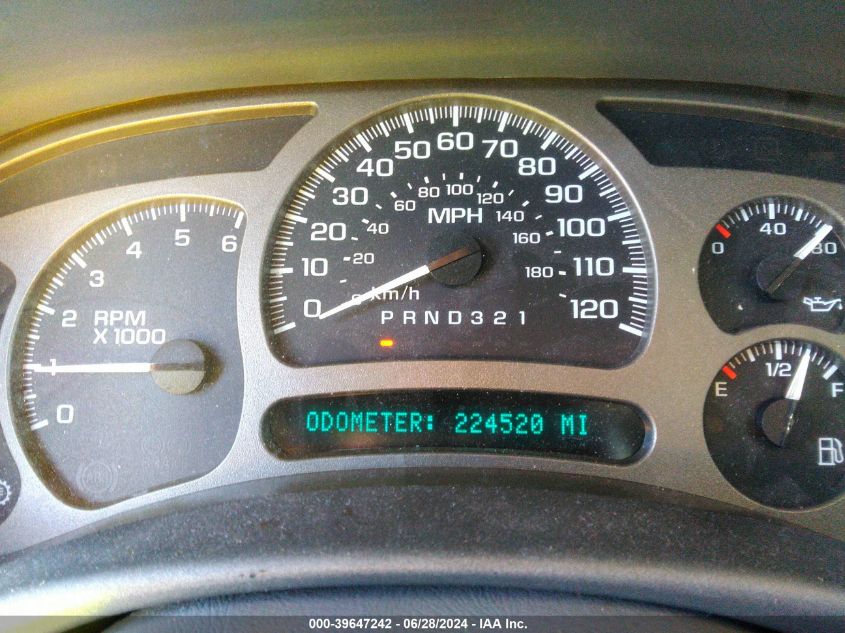 0 1 2 3 4 5 6
RPM
X 1000
0 10 20 30 40 50 60 70 80 90 100 110 120
20 40 60 80 100 120 140 160 180
MPH
km/h
P R N D 3 2 1
ODOMETER: 224520 MI
0 40 80
E 1/2 F
000-39647242 / 06/28/2024 - IAA Inc.